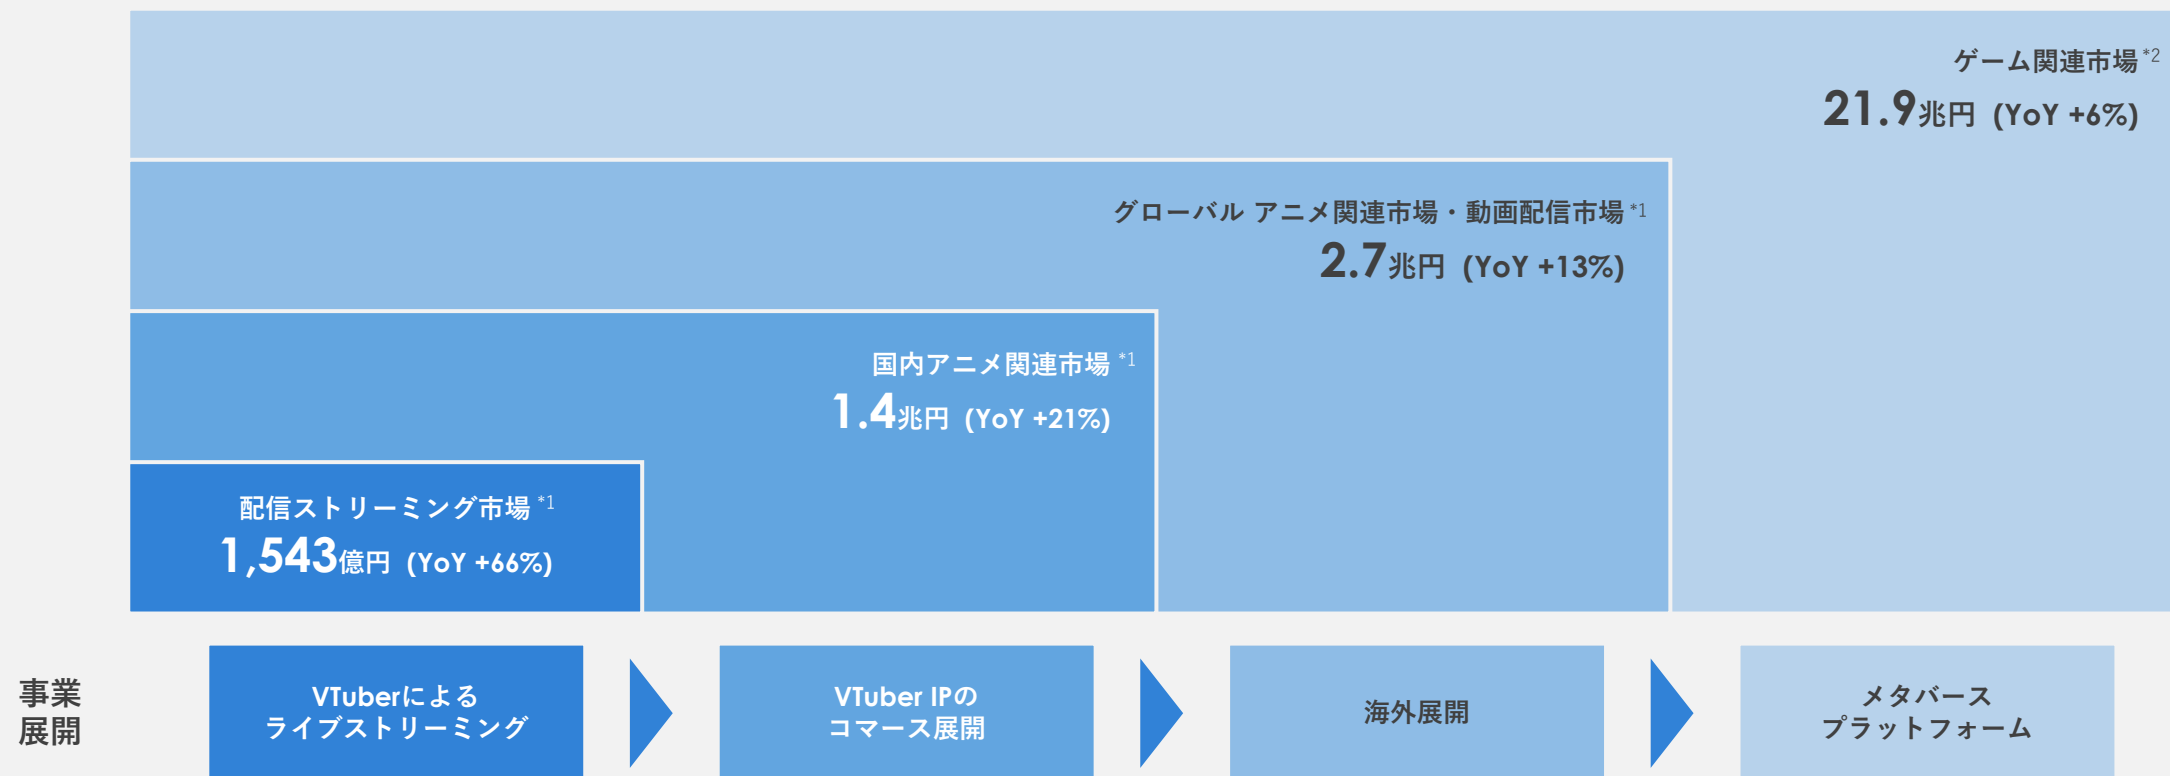 ゲーム関連市場 *2
21.9兆円 (YoY +6%)
グローバル アニメ関連市場・動画配信市場 *1
2.7兆円 (YoY +13%)
国内アニメ関連市場 *1
1.4兆円 (YoY +21%)
配信ストリーミング市場 *1
1,543億円 (YoY +66%)
事業
展開
VTuberによる
ライブストリーミング
VTuber IPの
コマース展開
海外展開
メタバース
プラットフォーム